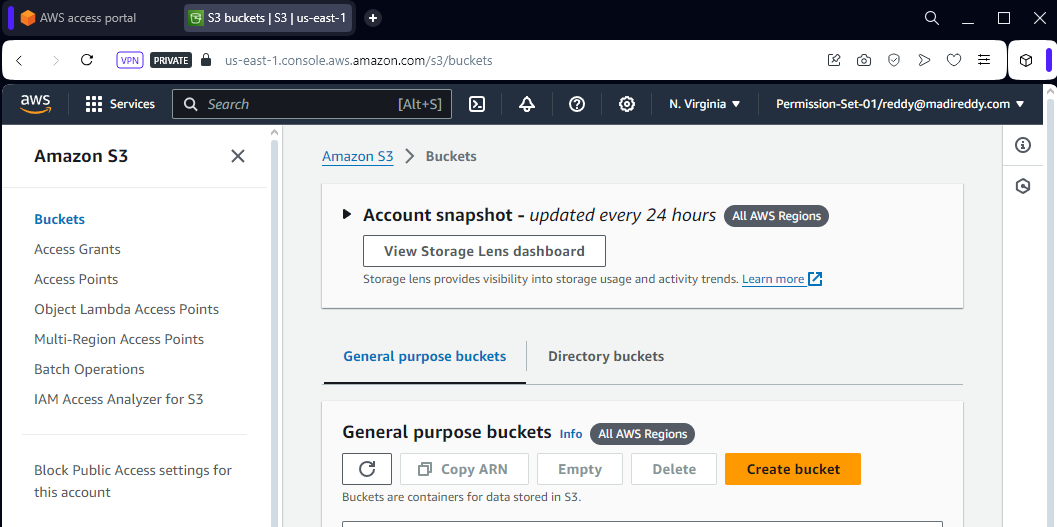 AWS access portal
S3 buckets | S3 | us-east-1
VPN PRIVATE us-east-1.console.aws.amazon.com/s3/buckets
aws Services Search [Alt+S] N. Virginia Permission-Set-01/reddy@madireddy.com
Amazon S3
Buckets
Access Grants
Access Points
Object Lambda Access Points
Multi-Region Access Points
Batch Operations
IAM Access Analyzer for S3
Block Public Access settings for
this account
Amazon S3 > Buckets
Account snapshot - updated every 24 hours All AWS Regions
View Storage Lens dashboard
Storage lens provides visibility into storage usage and activity trends. Learn more
General purpose buckets Directory buckets
General purpose buckets Info All AWS Regions
Copy ARN Empty Delete Create bucket
Buckets are containers for data stored in S3.